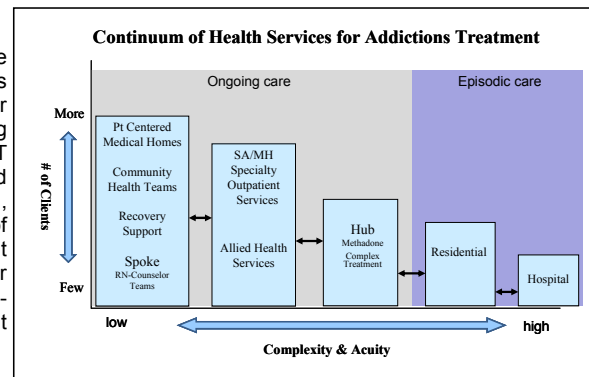 e
s
r
g
T
d
,
of
t
r
-
t
Continuum of Health Services for Addictions Treatment
Ongoing care
Episodic care
More
# of Clients
Few
Pt Centered
Medical Homes
Community
Health Teams
Recovery
Support
Spoke
RN-Counselor
Teams
SA/MH
Specialty
Outpatient
Services
Allied Health
Services
Hub
Methadone
Complex
Treatment
Residential
Hospital
low
high
Complexity & Acuity